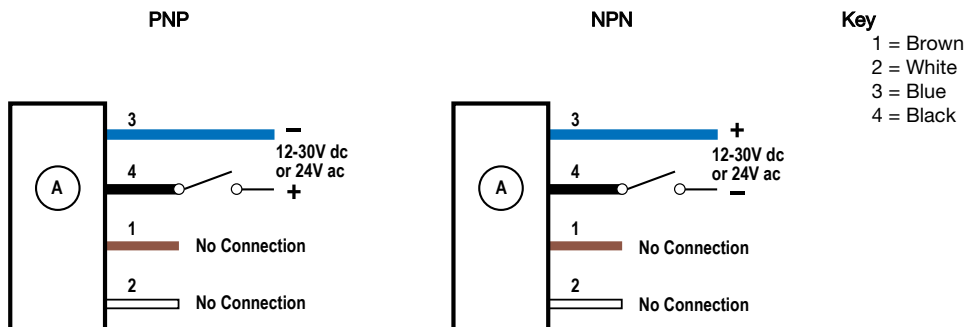 PNP
3
−
12-30V dc
or 24V ac
A
4
+
1
No Connection
2
No Connection
NPN
3
+
12-30V dc
or 24V ac
A
4
−
1
No Connection
2
No Connection
Key
1 = Brown
2 = White
3 = Blue
4 = Black